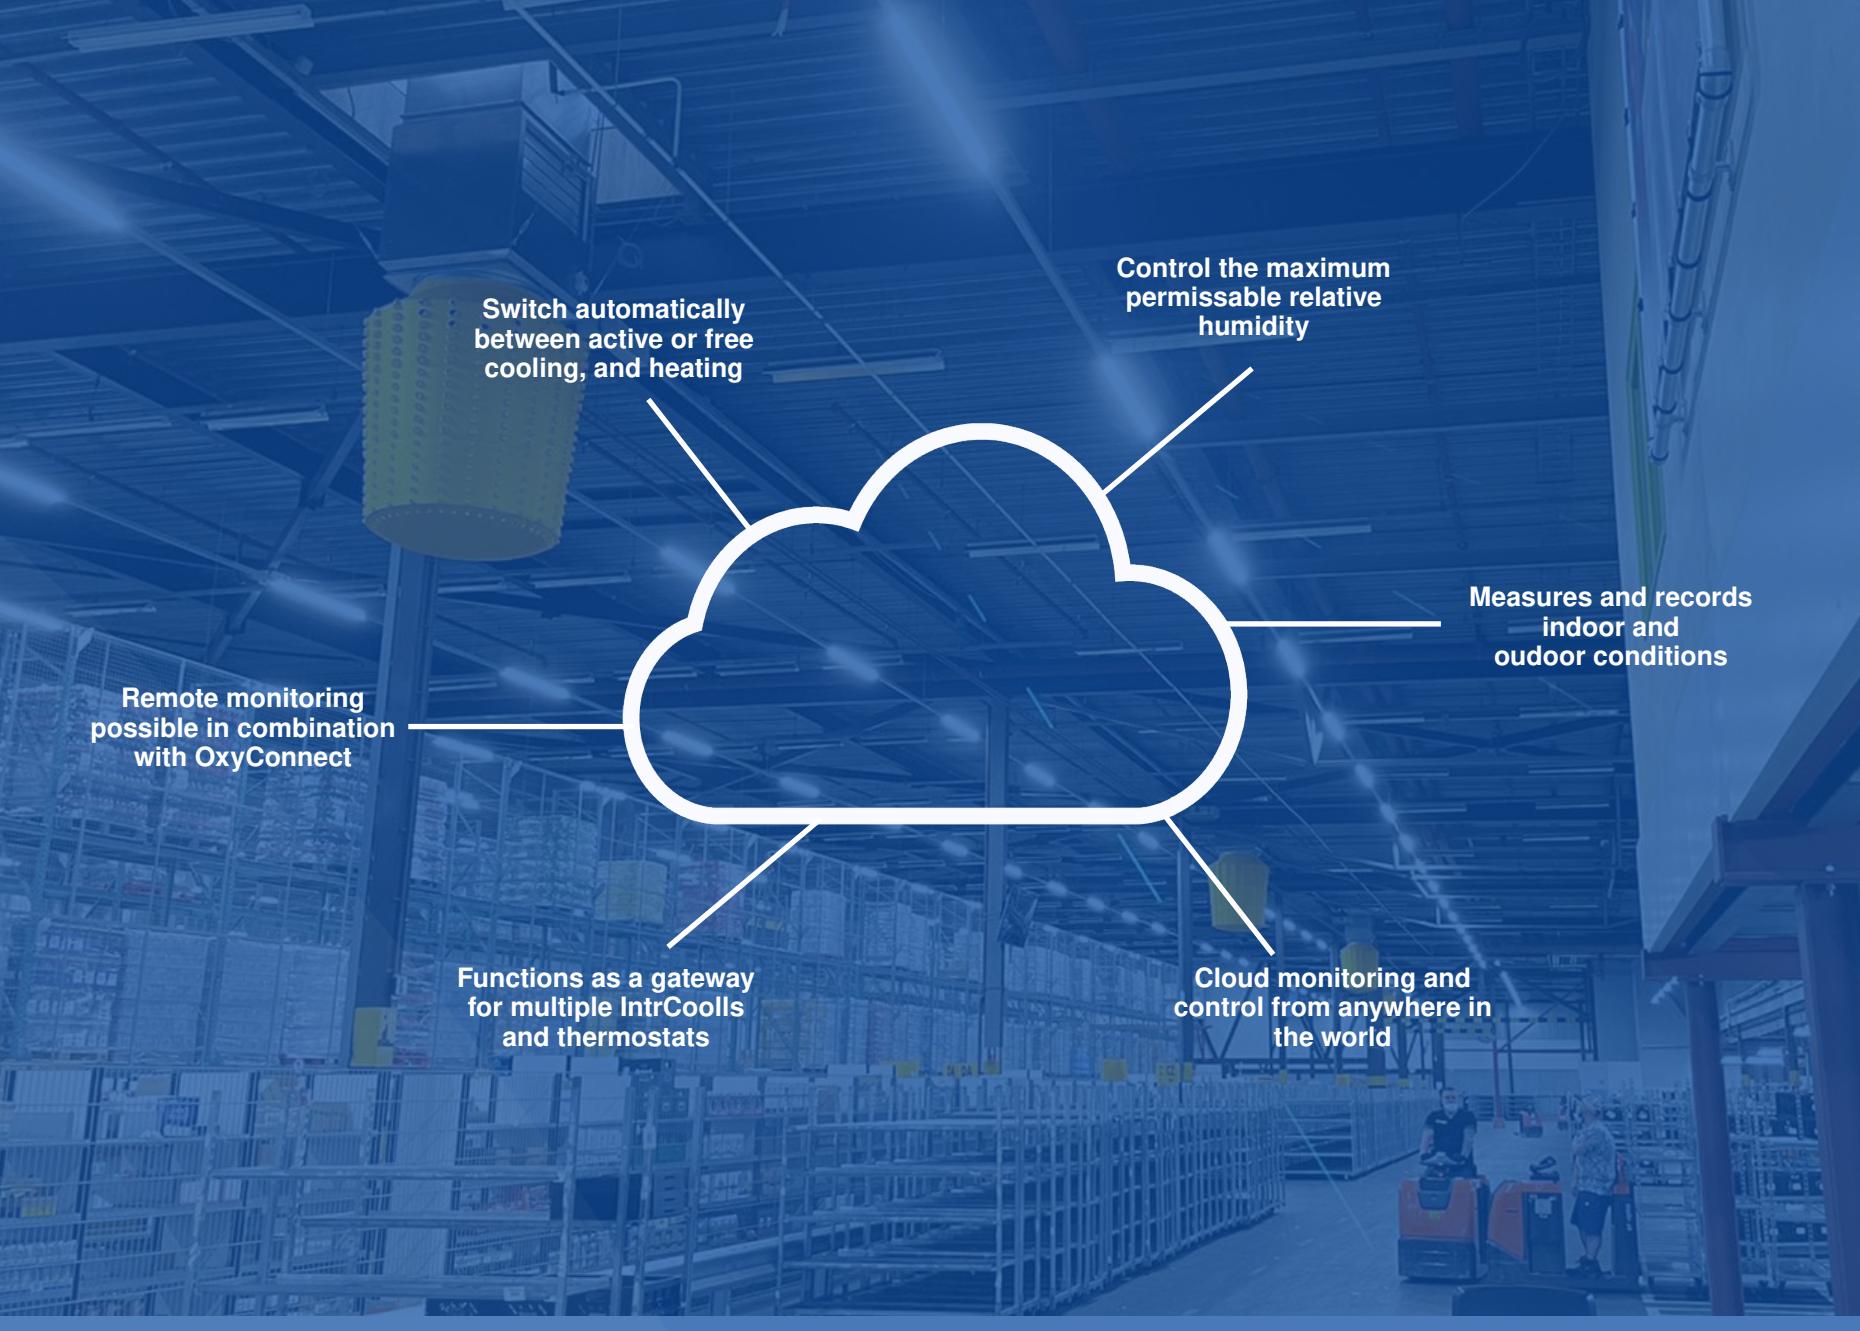 Switch automatically
between active or free
cooling, and heating
Control the maximum
permissable relative
humidity
Measures and records
indoor and
oudoor conditions
Remote monitoring
possible in combination
with OxyConnect
Functions as a gateway
for multiple IntrCoolls
and thermostats
Cloud monitoring and
control from anywhere in
the world